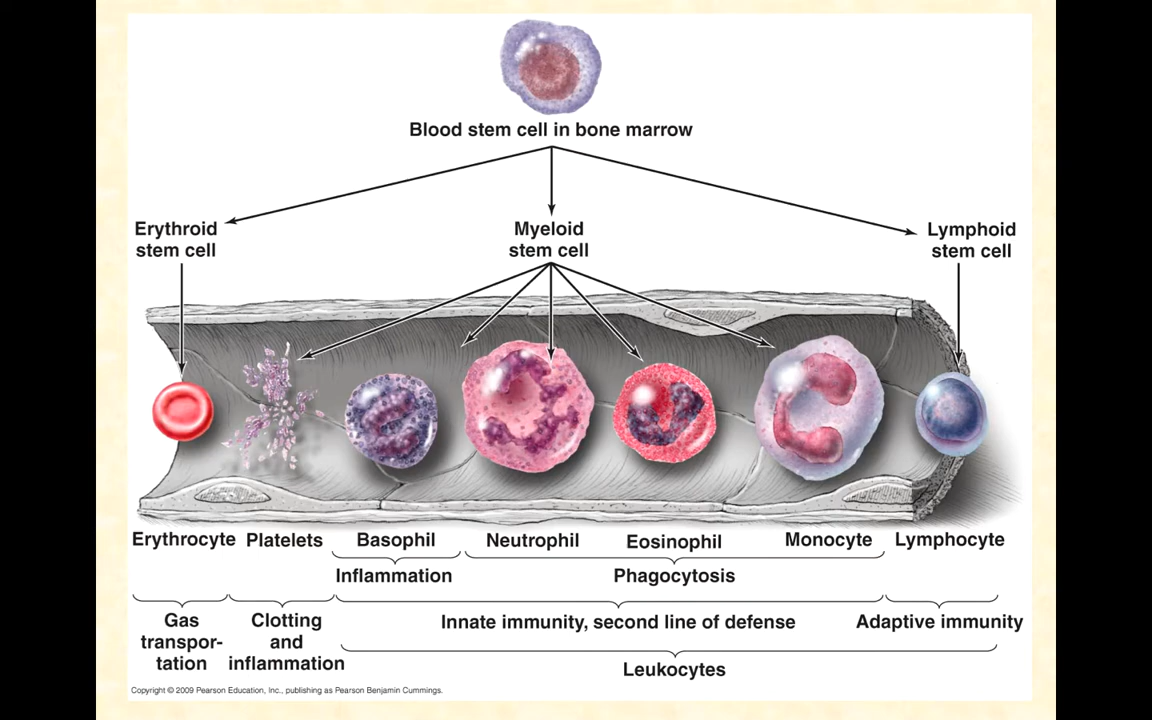 Blood stem cell in bone marrow
Erythroid
stem cell
Myeloid
stem cell
Lymphoid
stem cell
Erythrocyte
Platelets
Basophil
Neutrophil
Eosinophil
Monocyte
Lymphocyte
Inflammation
Phagocytosis
Gas
transpor-
tation
Clotting
and
inflammation
Innate immunity, second line of defense
Adaptive immunity
Leukocytes
Copyright © 2009 Pearson Education, Inc., publishing as Pearson Benjamin Cummings.